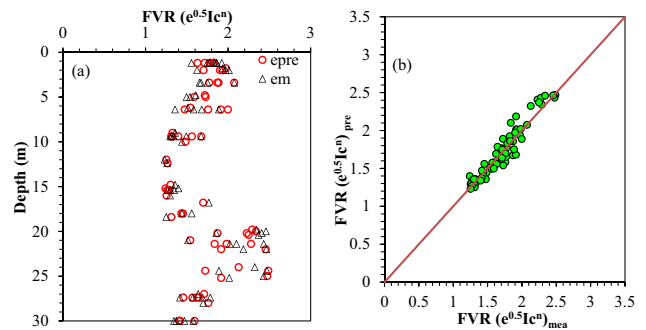 FVR (e^0.5Ic^n)
0 1 2 3
0
5
10
15
20
25
30
Depth (m)
(a)
epre
em
3.5
3
2.5
2
1.5
1
0.5
0
FVR (e^0.5Ic^n) pre
(b)
0 0.5 1 1.5 2 2.5 3 3.5
FVR (e^0.5Ic^n)mea